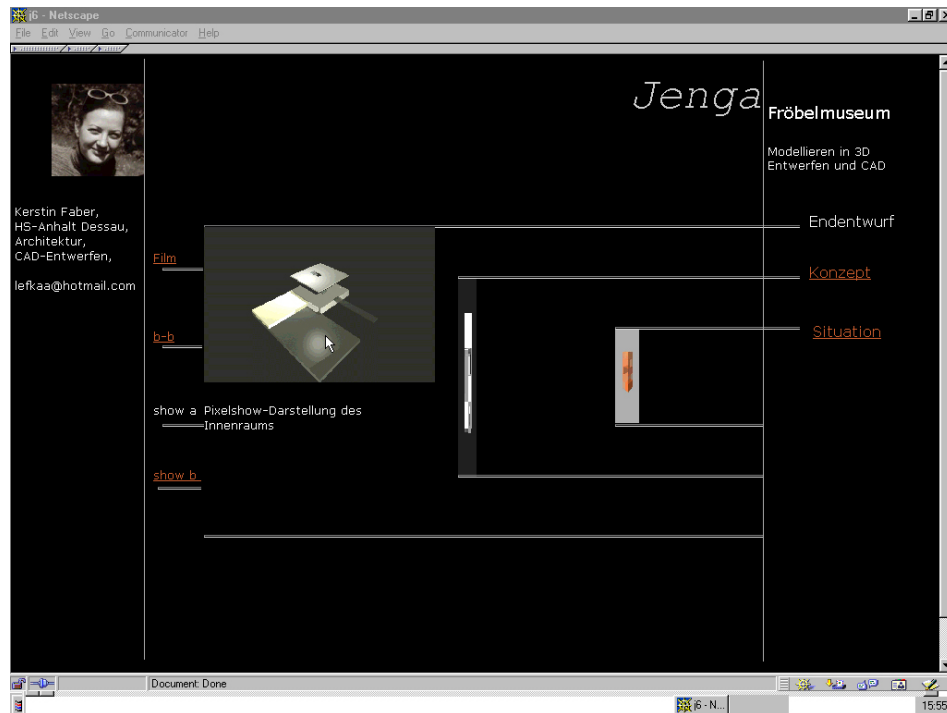 j6 - Netscape
File Edit View Go Communicator Help
Jenga
Fröbelmuseum
Modellieren in 3D
Entwerfen und CAD
Kerstin Faber,
HS-Anhalt Dessau,
Architektur,
CAD-Entwerfen,
lefkaa@hotmail.com
Endentwurf
Film
Konzept
b-b
Situation
show a Pixelshow-Darstellung des
Innenraums
show b
Document: Done
j6 - N...
15:55